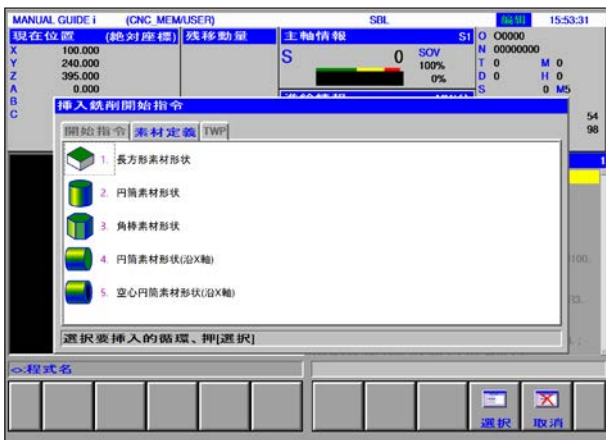 MANUAL GUIDE i (CNC_MEM/USER) SBL 編輯 15:53:31
現在位置 (絶対座標) 残移動量 主軸情報 S1 O O0000
X 100.000
Y 240.000
Z 395.000
A 0.000
B
C
S 0 SOV 100% 0%
N 00000000
T 0 M 0
D 0 H 0
S 0 M5
54
98
挿入銑削開始指令
開始指令 素材定義 TWP
1. 長方形素材形状
2. 円筒素材形状
3. 角棒素材形状
4. 円筒素材形状(沿X軸)
5. 空心円筒素材形状(沿X軸)
選択要挿入的循環、押[選択]
<>:程式名
選択 取消